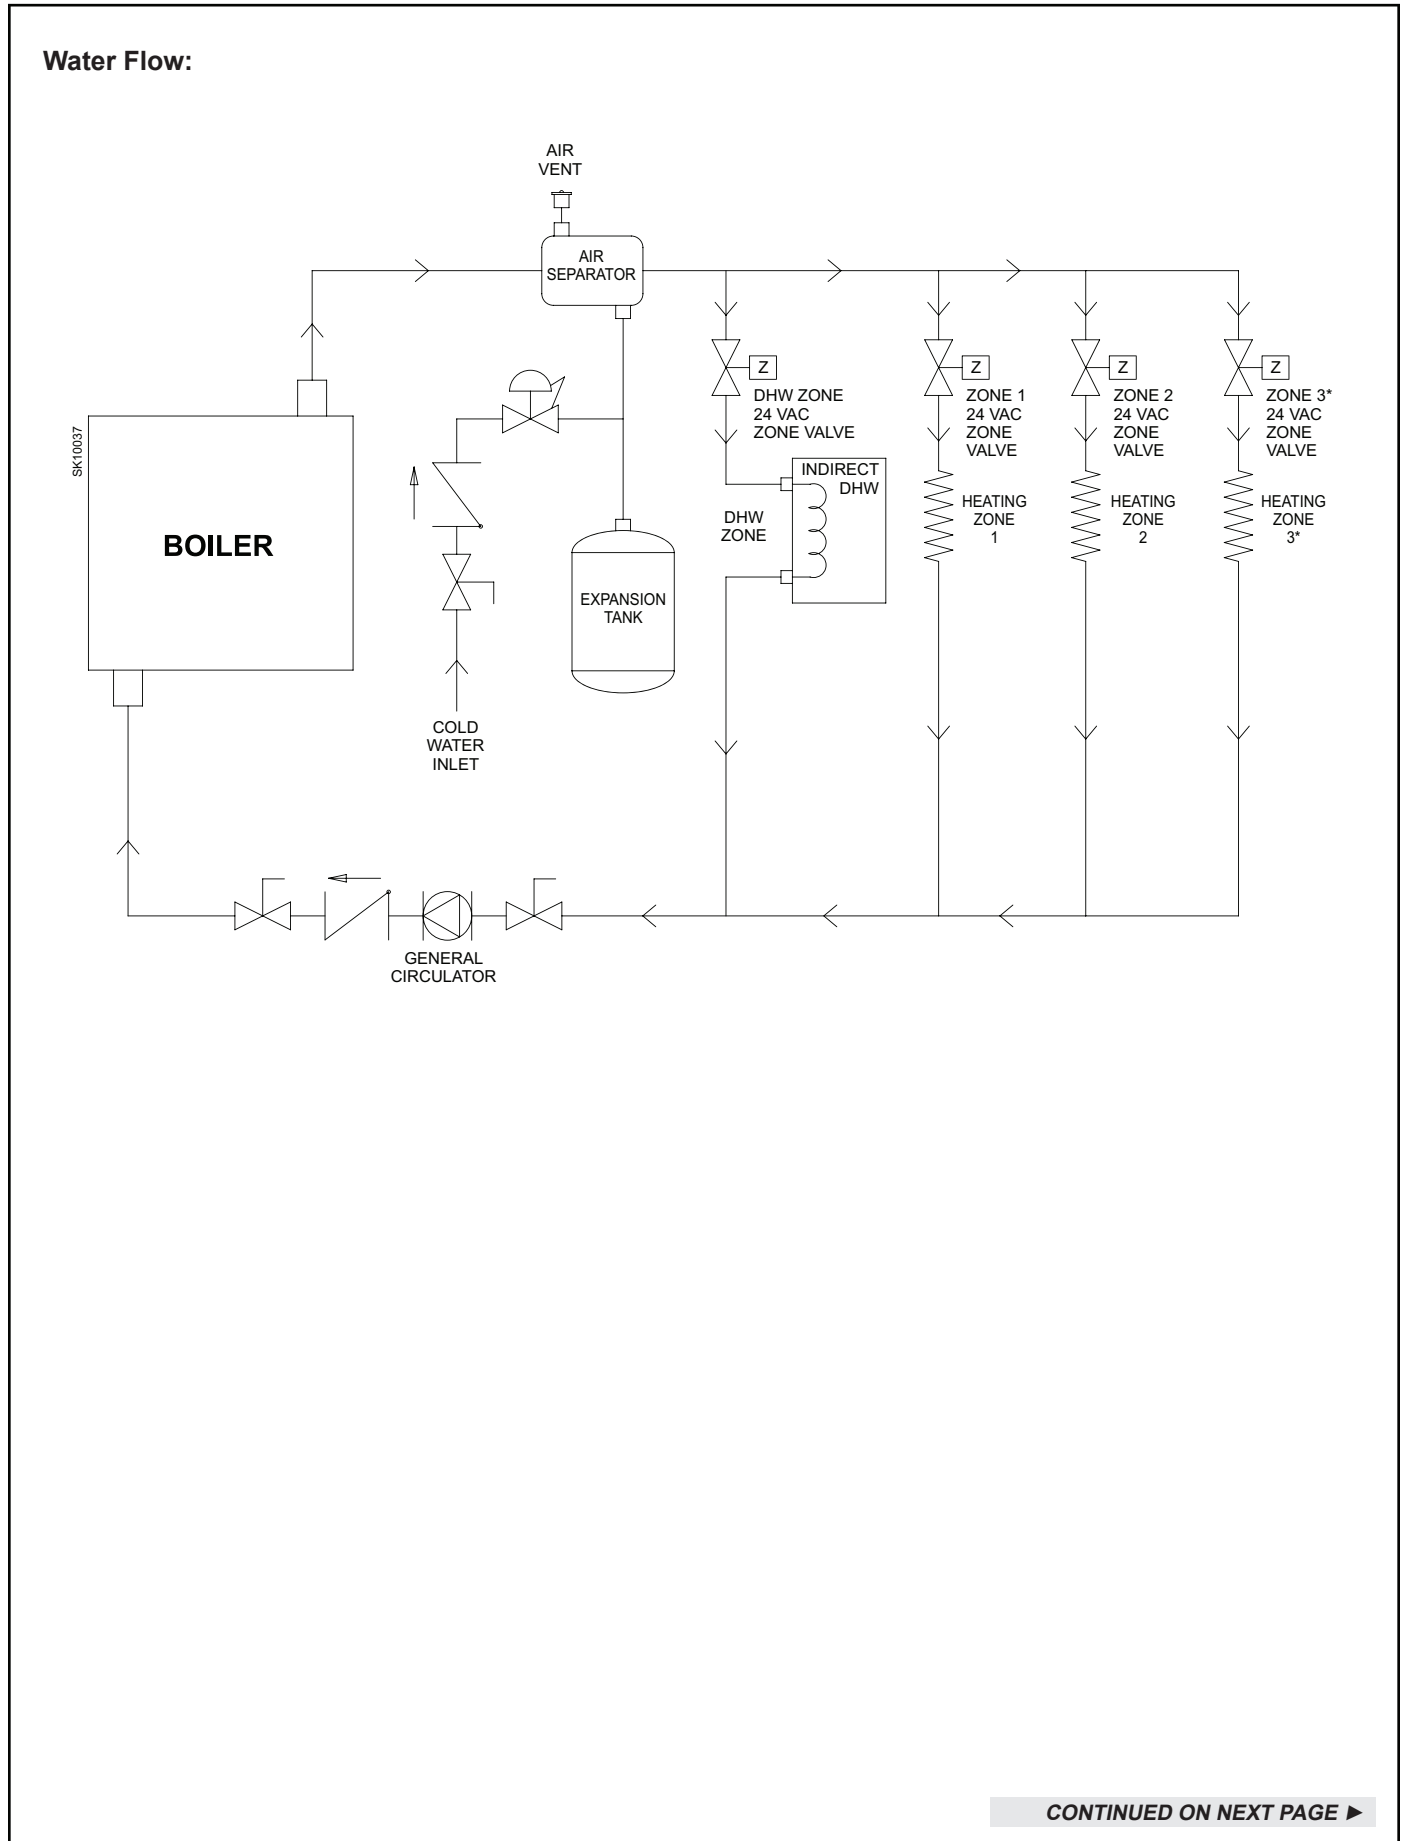 Water Flow:
AIR
VENT
AIR
SEPARATOR
Z
Z
Z
Z
DHW ZONE
24 VAC
ZONE VALVE
ZONE 1
24 VAC
ZONE
VALVE
ZONE 2
24 VAC
ZONE
VALVE
ZONE 3*
24 VAC
ZONE
VALVE
SK10037
BOILER
INDIRECT
DHW
DHW
ZONE
HEATING
ZONE
1
HEATING
ZONE
2
HEATING
ZONE
3*
EXPANSION
TANK
COLD
WATER
INLET
GENERAL
CIRCULATOR
CONTINUED ON NEXT PAGE ►